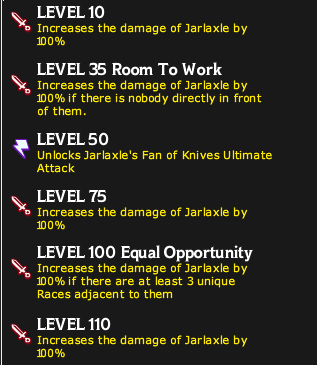 LEVEL 10
Increases the damage of Jarlaxle by
100%
LEVEL 35 Room To Work
Increases the damage of Jarlaxle by
100% if there is nobody directly in front
of them.
LEVEL 50
Unlocks Jarlaxle's Fan of Knives Ultimate
Attack
LEVEL 75
Increases the damage of Jarlaxle by
100%
LEVEL 100 Equal Opportunity
Increases the damage of Jarlaxle by
100% if there are at least 3 unique
Races adjacent to them
LEVEL 110
Increases the damage of Jarlaxle by
100%